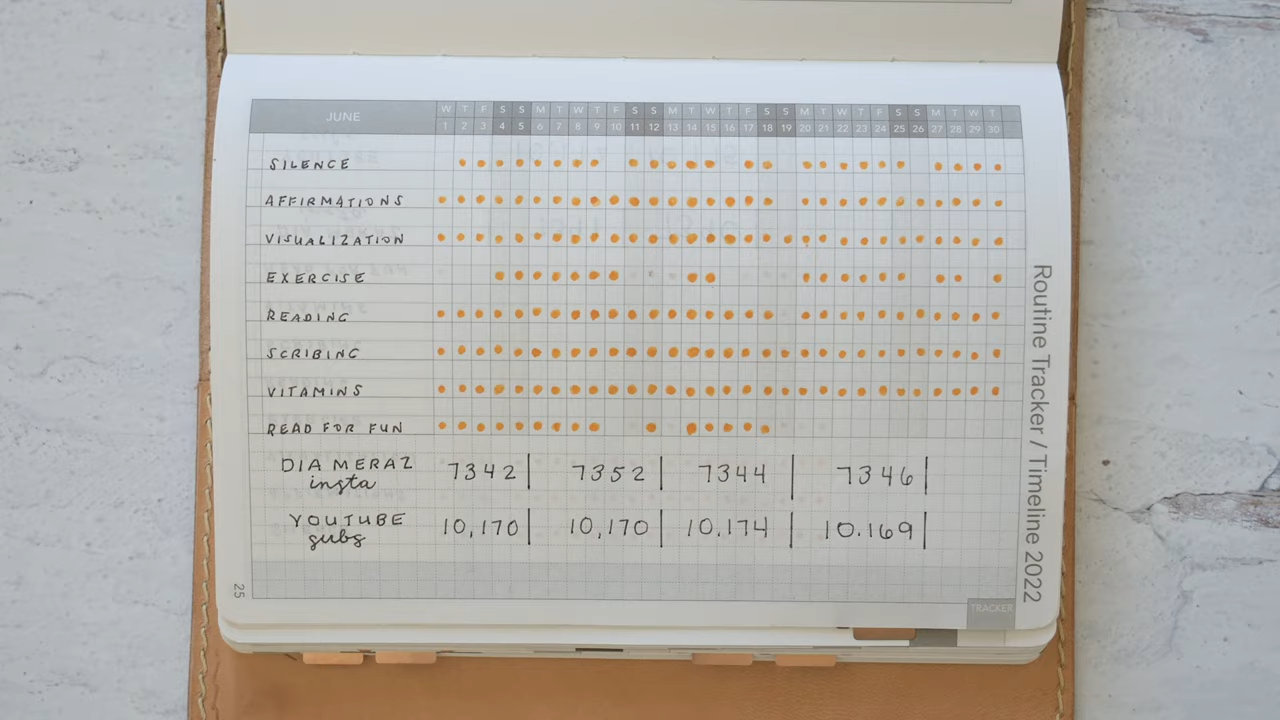 JUNE W T F S S M T W T F S S M T W T F S S M T W T F S S M T W T
1 2 3 4 5 6 7 8 9 10 11 12 13 14 15 16 17 18 19 20 21 22 23 24 25 26 27 28 29 30
SILENCE
AFFIRMATIONS
VISUALIZATION
EXERCISE
READING
SCRIBING
VITAMINS
READ FOR FUN
DIA MERAZ 7342 | 7352 | 7344 | 7346 |
insta
YOUTUBE 10,170 | 10,170 | 10,174 | 10.169 |
subs
25
TRACKER
Routine Tracker / Timeline 2022